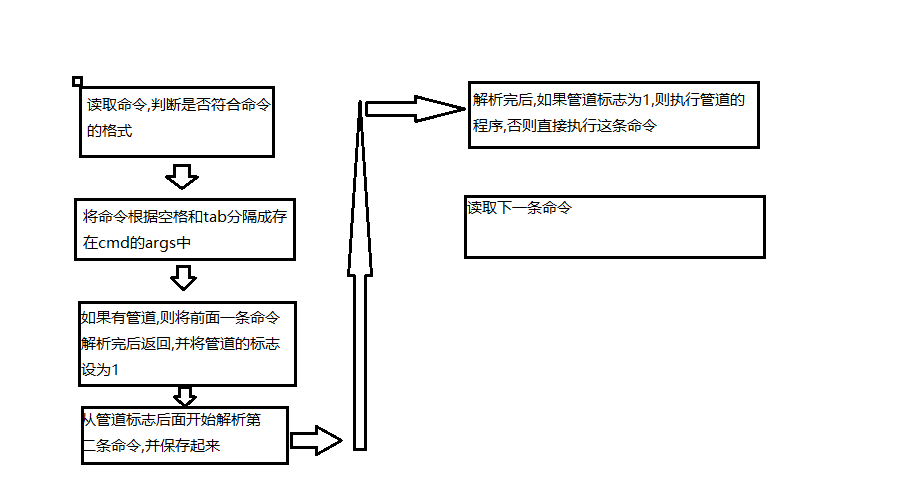 读取命令,判断是否符合命令
的格式
将命令根据空格和tab分隔成存
在cmd的args中
如果有管道,则将前面一条命令
解析完后返回,并将管道的标志
设为1
从管道标志后面开始解析第
二条命令,并保存起来
解析完后,如果管道标志为1,则执行管道的
程序,否则直接执行这条命令
读取下一条命令